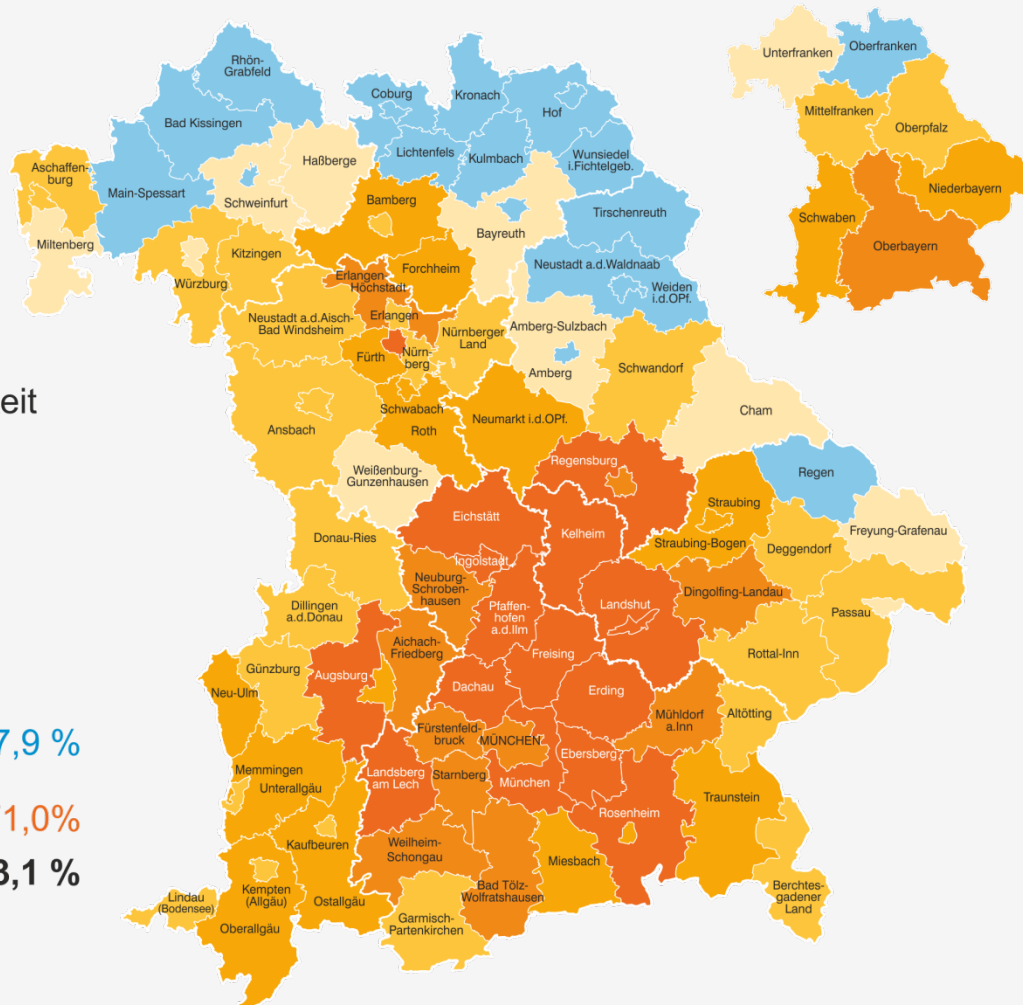 eit
7,9 %
1,0%
3,1 %
Rhön-
Grabfeld
Bad Kissingen
Main-Spessart
Aschaffen-
burg
Miltenberg
Schweinfurt
Haßberge
Würzburg
Kitzingen
Coburg
Kronach
Hof
Lichtenfels
Kulmbach
Wunsiedel
i.Fichtelgeb.
Bamberg
Bayreuth
Tirschenreuth
Forchheim
Erlangen-
Höchstadt
Erlangen
Neustadt a.d.Waldnaab
Weiden
i.d.OPf.
Neustadt a.d.Aisch-
Bad Windsheim
Fürth
Nürn-
berg
Nürnberger
Land
Amberg-Sulzbach
Amberg
Schwandorf
Cham
Ansbach
Schwabach
Roth
Neumarkt i.d.OPf.
Weißenburg-
Gunzenhausen
Regensburg
Regen
Straubing
Straubing-Bogen
Freyung-Grafenau
Deggendorf
Eichstätt
Ingolstadt
Kelheim
Donau-Ries
Neuburg-
Schroben-
hausen
Pfaffen-
hofen
a.d.Ilm
Landshut
Dingolfing-Landau
Passau
Rottal-Inn
Dillingen
a.d.Donau
Aichach-
Friedberg
Freising
Günzburg
Augsburg
Dachau
Erding
Neu-Ulm
Mühldorf
a.Inn
Altötting
Fürstenfeld-
bruck
MÜNCHEN
Ebersberg
Memmingen
Unterallgäu
Landsberg
am Lech
Starnberg
München
Rosenheim
Traunstein
Kaufbeuren
Weilheim-
Schongau
Miesbach
Bad Tölz-
Wolfratshausen
Berchtes-
gadener
Land
Lindau
(Bodensee)
Kempten
(Allgäu)
Oberallgäu
Ostallgäu
Garmisch-
Partenkirchen
Unterfranken
Oberfranken
Mittelfranken
Oberpfalz
Niederbayern
Schwaben
Oberbayern